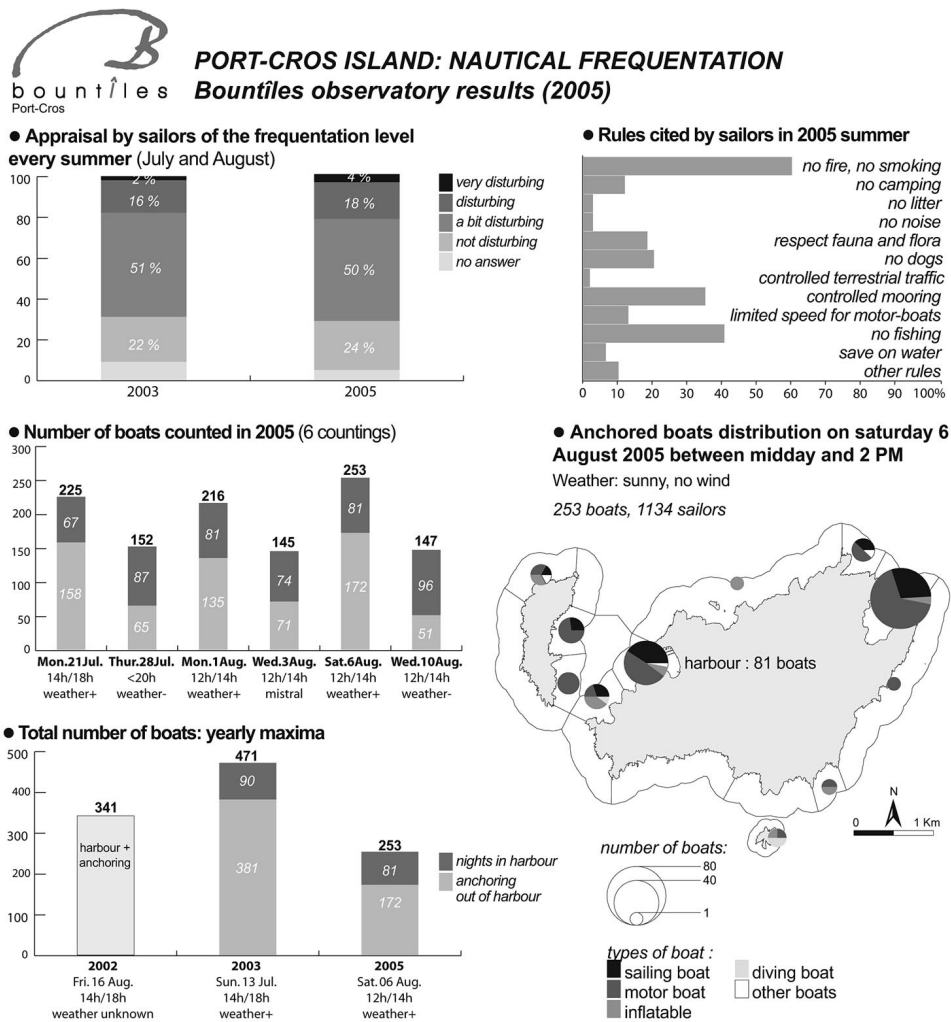 B
bountîles
Port-Cros
PORT-CROS ISLAND: NAUTICAL FREQUENTATION
Bountîles observatory results (2005)
● Appraisal by sailors of the frequentation level
every summer (July and August)
100
80
60
40
20
0
2 %
16 %
51 %
22 %
4 %
18 %
50 %
24 %
2003
2005
very disturbing
disturbing
a bit disturbing
not disturbing
no answer
● Rules cited by sailors in 2005 summer
no fire, no smoking
no camping
no litter
no noise
respect fauna and flora
no dogs
controlled terrestrial traffic
controlled mooring
limited speed for motor-boats
no fishing
save on water
other rules
0 10 20 30 40 50 60 70 80 90 100%
● Number of boats counted in 2005 (6 countings)
300
250
200
150
100
50
0
225
67
158
152
87
65
216
81
135
145
74
71
253
81
172
147
96
51
Mon.21Jul. Thur.28Jul. Mon.1Aug. Wed.3Aug. Sat.6Aug. Wed.10Aug.
14h/18h <20h 12h/14h 12h/14h 12h/14h 12h/14h
weather+ weather- weather+ mistral weather+ weather-
● Total number of boats: yearly maxima
500
400
300
200
100
0
341
harbour +
anchoring
471
90
381
253
81
172
nights in harbour
anchoring
out of harbour
2002 2003 2005
Fri. 16 Aug. Sun. 13 Jul. Sat. 06 Aug.
14h/18h 14h/18h 12h/14h
weather unknown weather+ weather+
● Anchored boats distribution on saturday 6
August 2005 between midday and 2 PM
Weather: sunny, no wind
253 boats, 1134 sailors
harbour : 81 boats
N
0 1 Km
number of boats:
80
40
1
types of boat :
sailing boat
motor boat
inflatable
diving boat
other boats